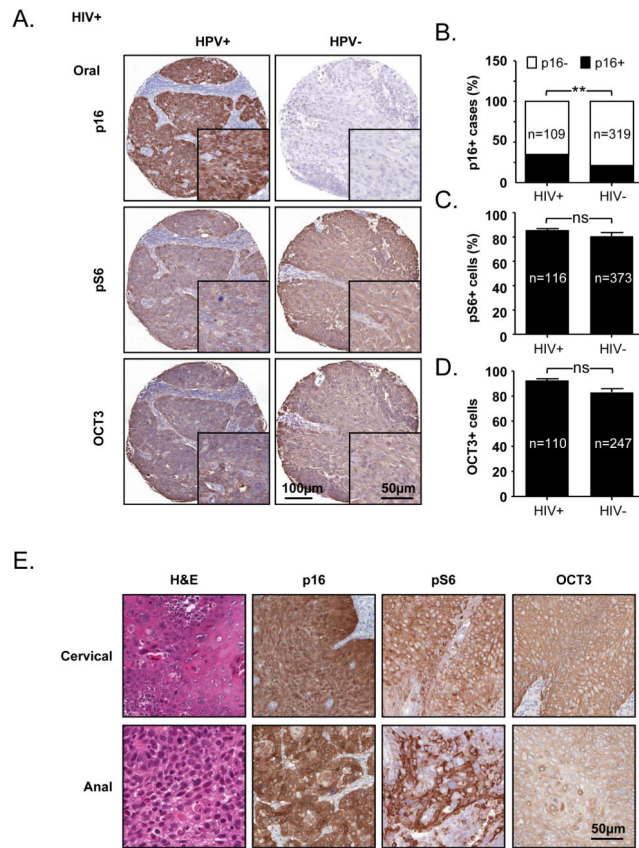 A.
HIV+
HPV+
HPV-
Oral
p16
pS6
OCT3
100µm
50µm
B.
p16-
p16+
p16+ cases (%)
150
100
50
0
**
n=109
n=319
HIV+
HIV-
C.
pS6+ cells (%)
100
80
60
40
20
0
ns
n=116
n=373
HIV+
HIV-
D.
OCT3+ cells
100
80
60
40
20
0
ns
n=110
n=247
HIV+
HIV-
E.
H&E
p16
pS6
OCT3
Cervical
Anal
50µm